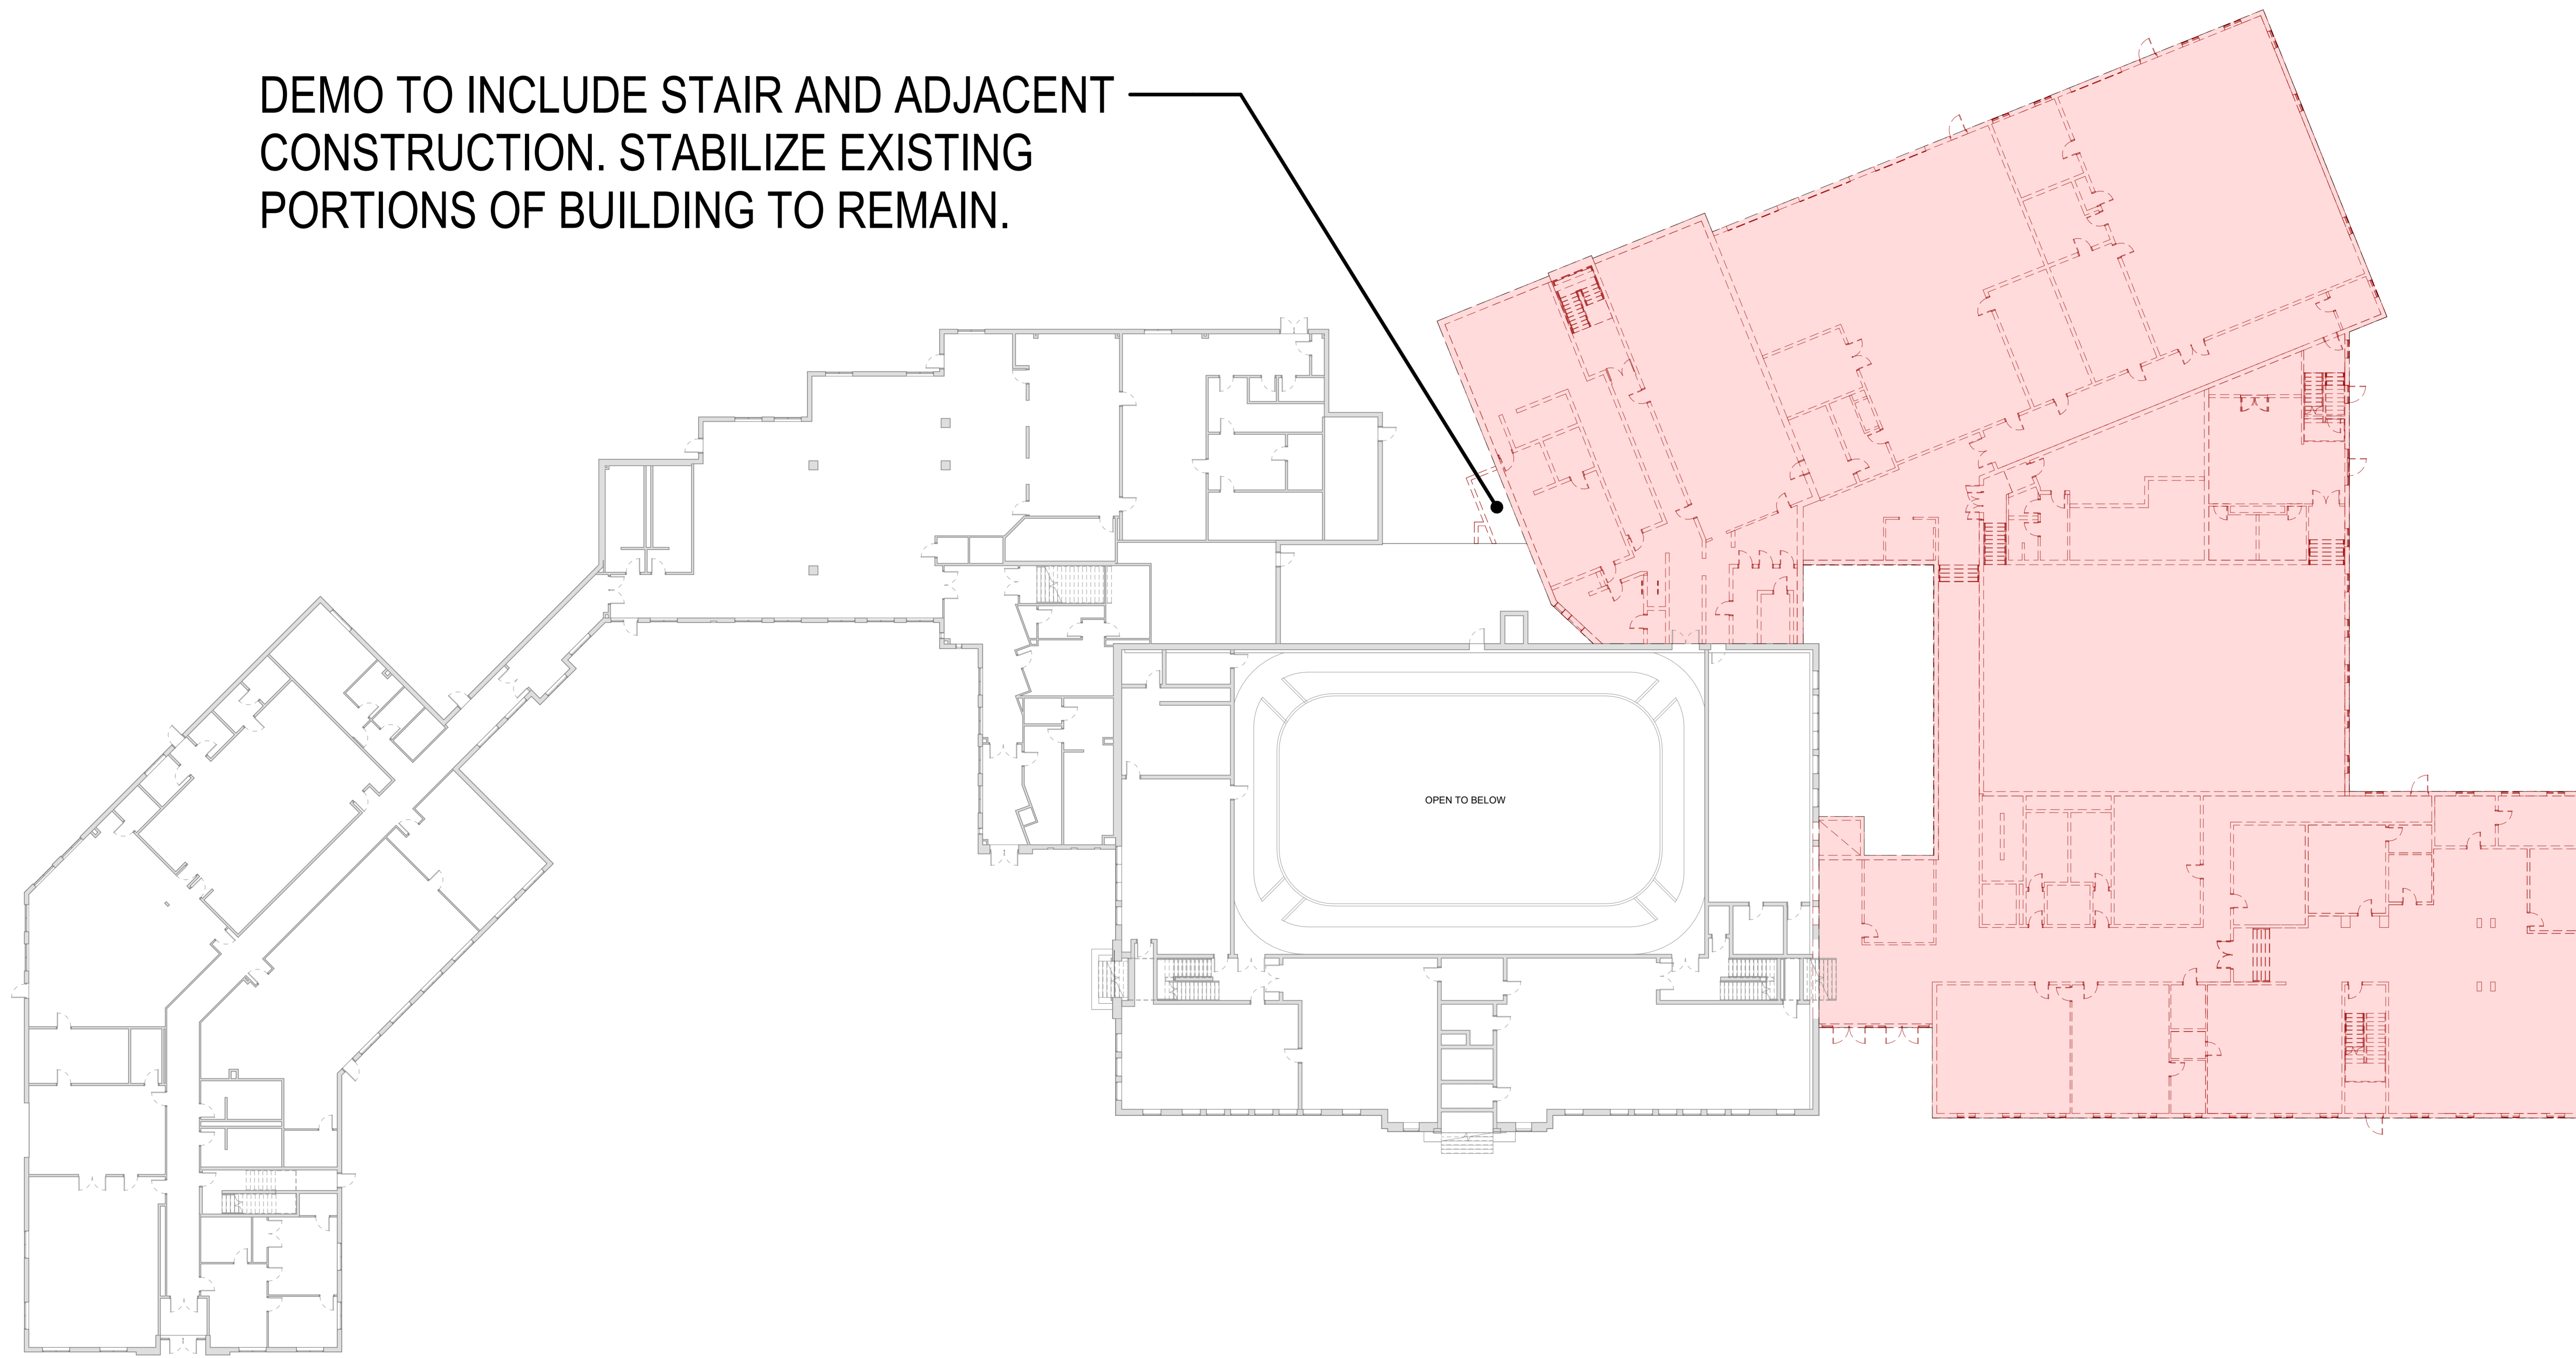 DEMO TO INCLUDE STAIR AND ADJACENT
CONSTRUCTION. STABILIZE EXISTING
PORTIONS OF BUILDING TO REMAIN.
OPEN TO BELOW